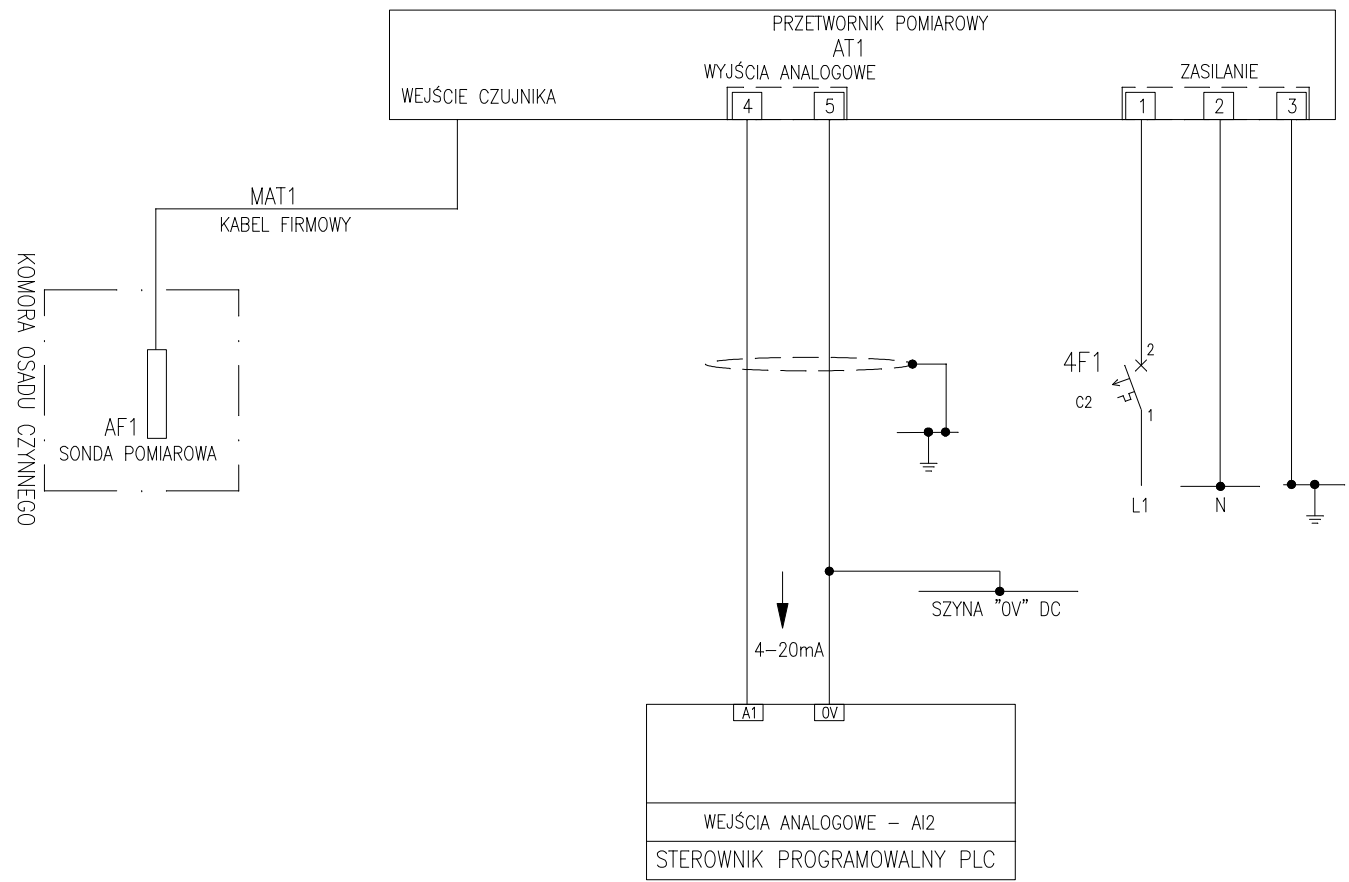 PRZETWORNIK POMIAROWY
AT1
WYJŚCIA ANALOGOWE
ZASILANIE
WEJŚCIE CZUJNIKA
4
5
1
2
3
MAT1
KABEL FIRMOWY
KOMORA OSADU CZYNNEGO
AF1
SONDA POMIAROWA
4F1
C2
2
1
L1
N
SZYNA "0V" DC
4-20mA
A1
0V
WEJŚCIA ANALOGOWE - AI2
STEROWNIK PROGRAMOWALNY PLC